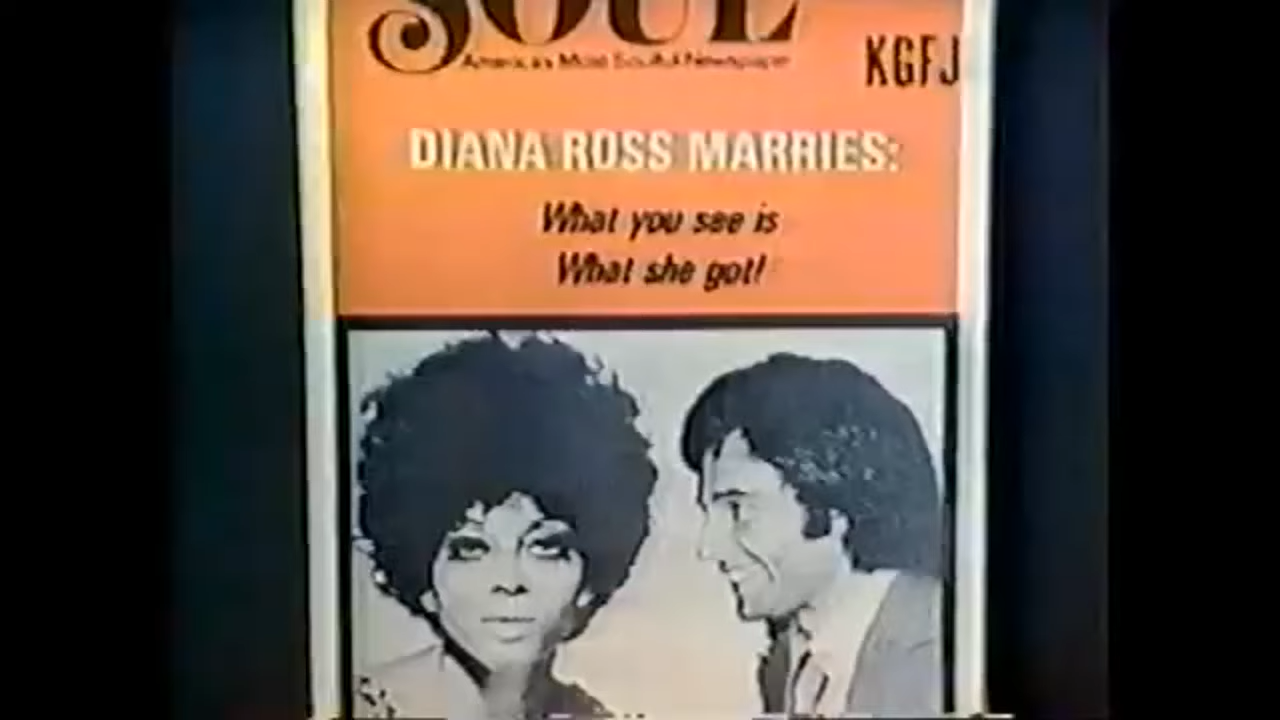 SOUL
America's Most Soulful Newspaper
KGFJ
DIANA ROSS MARRIES:
What you see is
What she got!